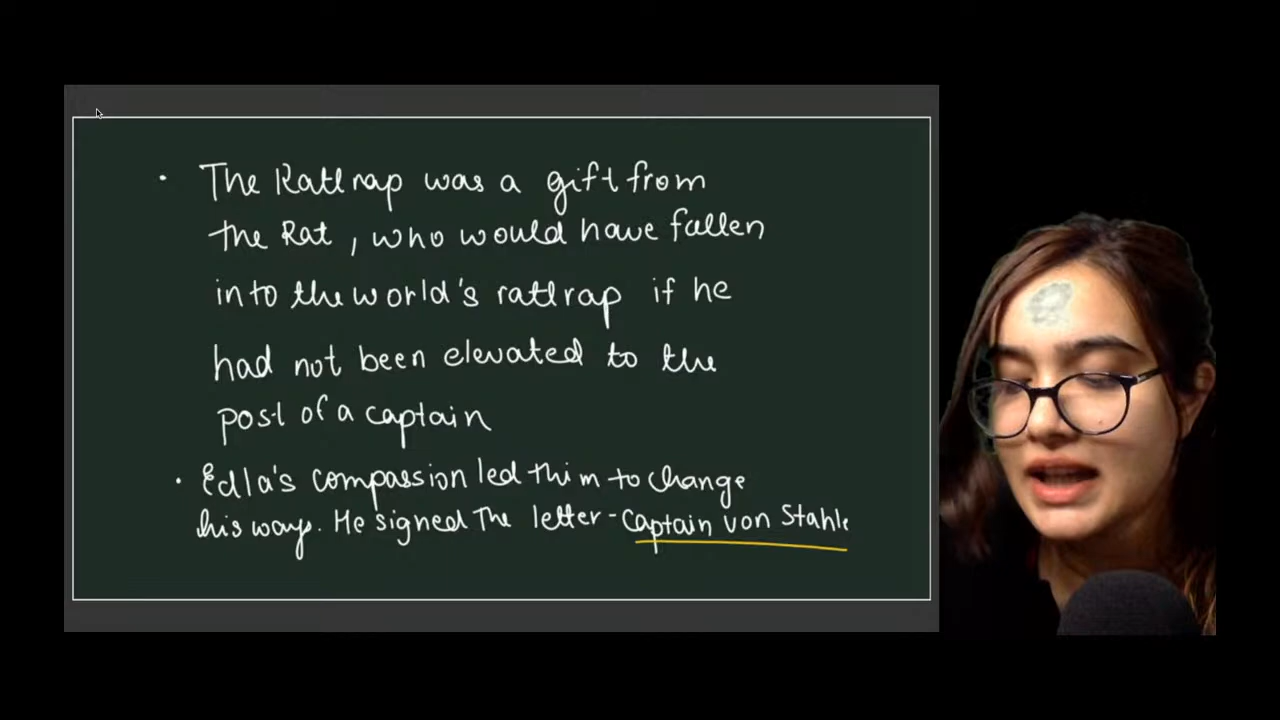 • The Rattrap was a gift from
the Rat, who would have fallen
into the world's rattrap if he
had not been elevated to the
post of a captain
• Edla's compassion led thim to change
his ways. He signed The letter - Captain von Stahle